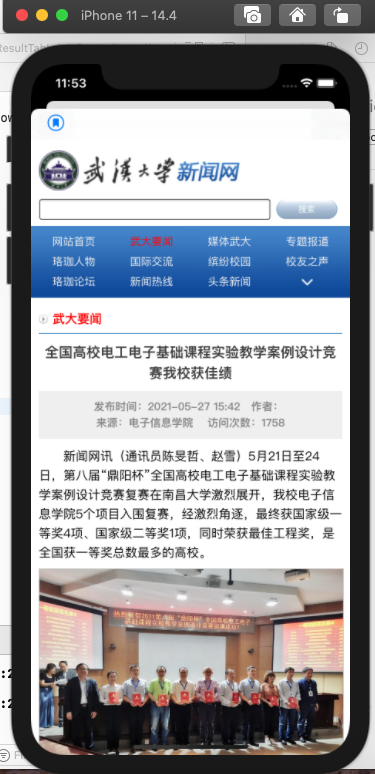 iPhone 11 – 14.4
11:53
武汉大学新闻网
搜索
网站首页 武大要闻 媒体武大 专题报道
珞珈人物 国际交流 缤纷校园 校友之声
珞珈论坛 新闻热线 头条新闻
武大要闻
全国高校电工电子基础课程实验教学案例设计竞
赛我校获佳绩
发布时间：2021-05-27 15:42 作者：
来源：电子信息学院 访问次数：1758
新闻网讯（通讯员陈旻哲、赵雪）5月21日至24
日，第八届“鼎阳杯”全国高校电工电子基础课程实验教
学案例设计竞赛复赛在南昌大学激烈展开，我校电子信
息学院5个项目入围复赛，经激烈角逐，最终获国家级一
等奖4项、国家级二等奖1项，同时荣获最佳工程奖，是
全国获一等奖总数最多的高校。